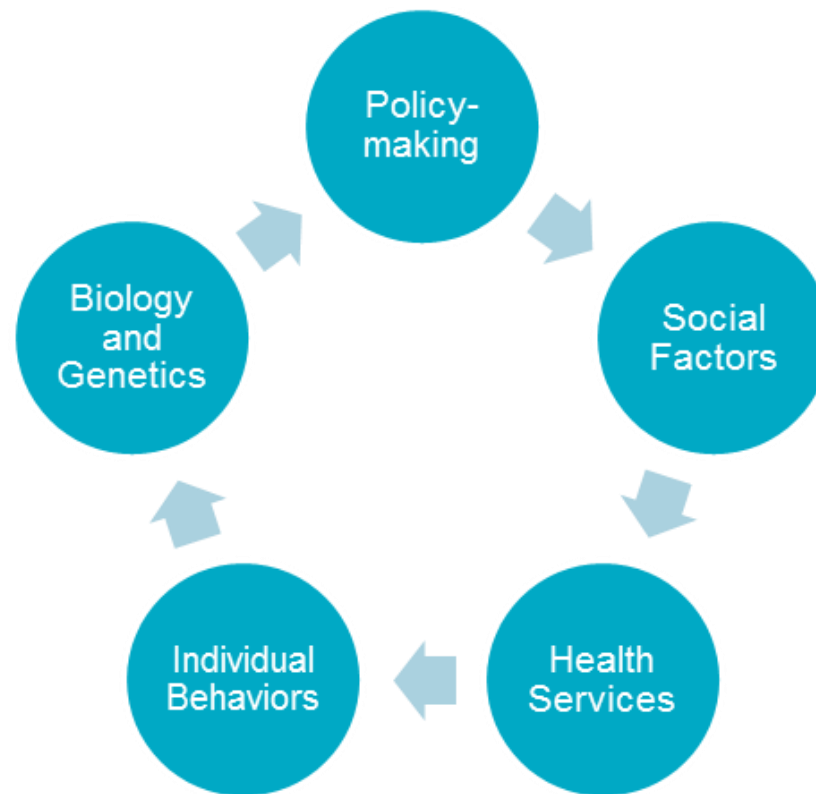 Policy-
making
Social
Factors
Health
Services
Individual
Behaviors
Biology
and
Genetics